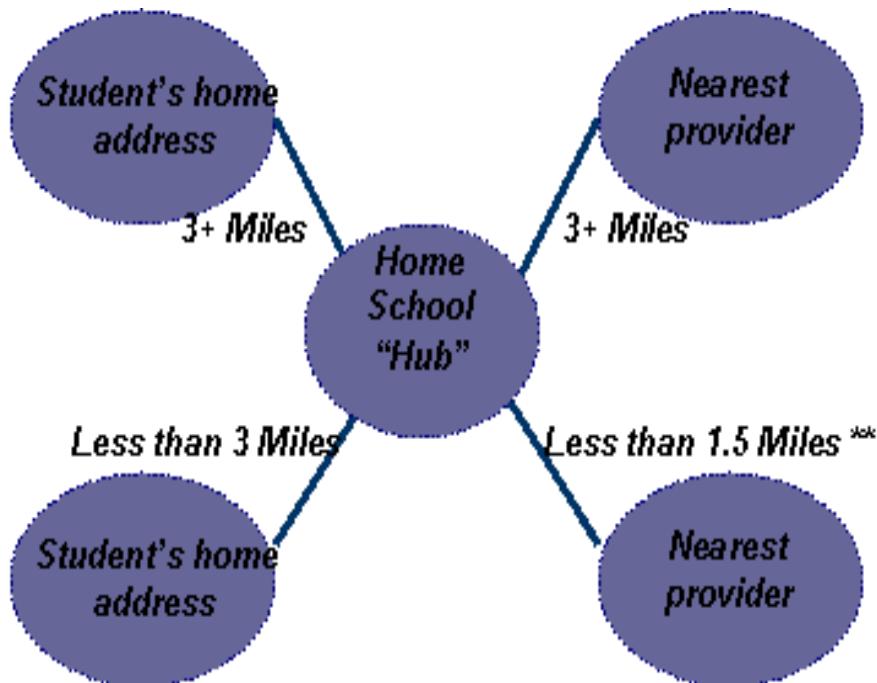 Student’s home
address
Nearest
provider
3+ Miles
3+ Miles
Home
School
“Hub”
Less than 3 Miles
Less than 1.5 Miles **
Student’s home
address
Nearest
provider